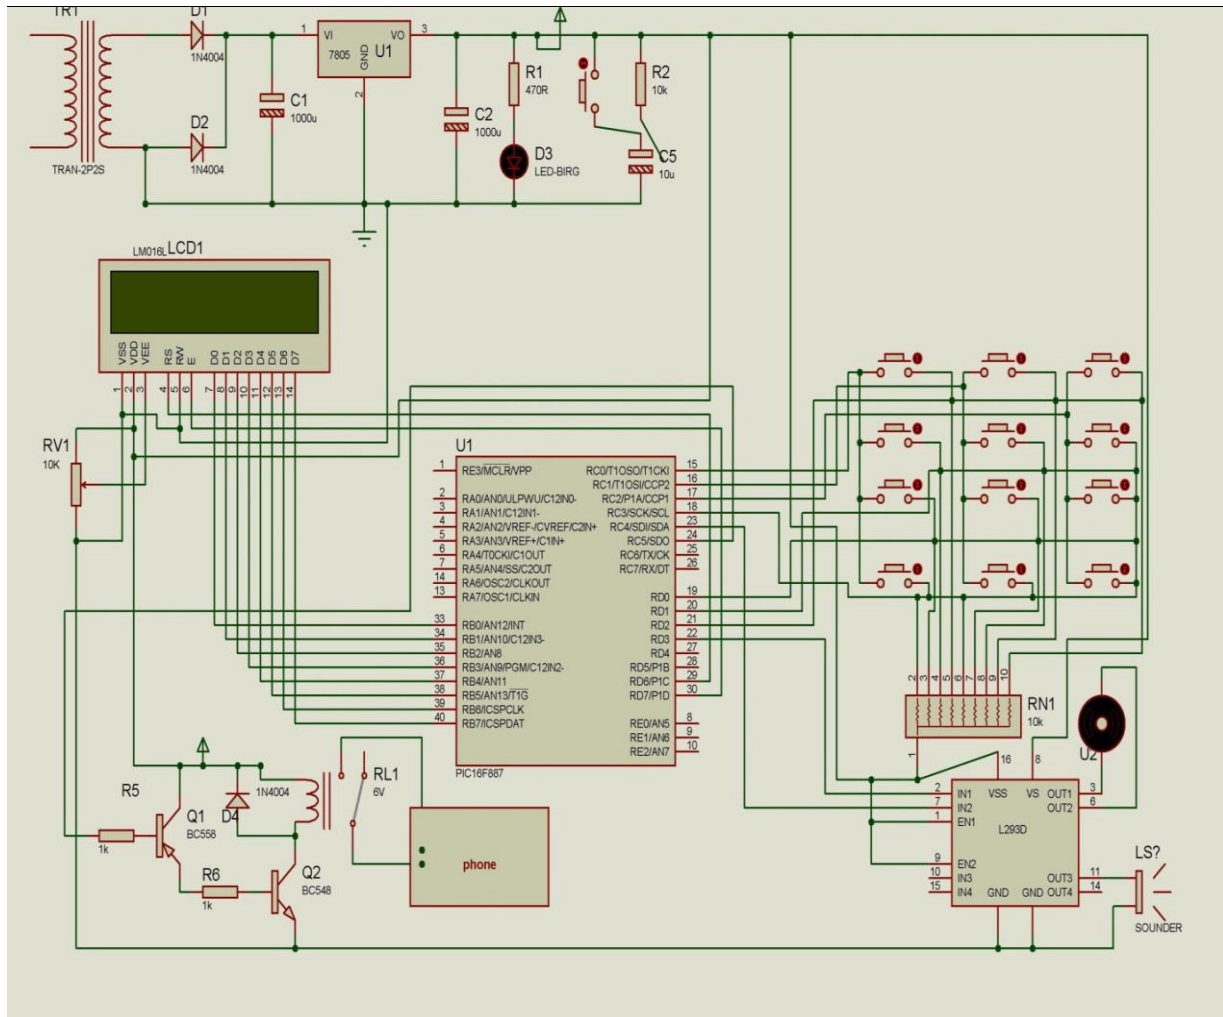 TR1
TRAN-2P2S
D1
1N4004
D2
1N4004
C1
1000u
1
VI
VO
3
7805
U1
GND
2
C2
1000u
R1
470R
D3
LED-BIRG
R2
10k
C5
10u
LM016L
LCD1
VSS
VDD
VEE
RS
RW
E
D0
D1
D2
D3
D4
D5
D6
D7
1
2
3
4
5
6
7
8
9
10
11
12
13
14
RV1
10K
U1
1 RE3/MCLR/VPP
2 RA0/AN0/ULPWU/C12IN0-
3 RA1/AN1/C12IN1-
4 RA2/AN2/VREF-/CVREF/C2IN+
5 RA3/AN3/VREF+/C1IN+
6 RA4/T0CKI/C1OUT
7 RA5/AN4/SS/C2OUT
14 RA6/OSC2/CLKOUT
13 RA7/OSC1/CLKIN
33 RB0/AN12/INT
34 RB1/AN10/C12IN3-
35 RB2/AN8
36 RB3/AN9/PGM/C12IN2-
37 RB4/AN11
38 RB5/AN13/T1G
39 RB6/ICSPCLK
40 RB7/ICSPDAT
RC0/T1OSO/T1CKI 15
RC1/T1OSI/CCP2 16
RC2/P1A/CCP1 17
RC3/SCK/SCL 18
RC4/SDI/SDA 23
RC5/SDO 24
RC6/TX/CK 25
RC7/RX/DT 26
RD0 19
RD1 20
RD2 21
RD3 22
RD4 27
RD5/P1B 28
RD6/P1C 29
RD7/P1D 30
RE0/AN5 8
RE1/AN6 9
RE2/AN7 10
PIC16F887
2
3
4
5
6
7
8
9
10
RN1
10k
1
U2
16
8
2 IN1
7 IN2
1 EN1
9 EN2
10 IN3
15 IN4
VSS
VS
OUT1 3
OUT2 6
L293D
OUT3 11
OUT4 14
GND
GND
LS?
SOUNDER
R5
1k
Q1
BC558
R6
1k
1N4004
D4
Q2
BC548
RL1
6V
phone